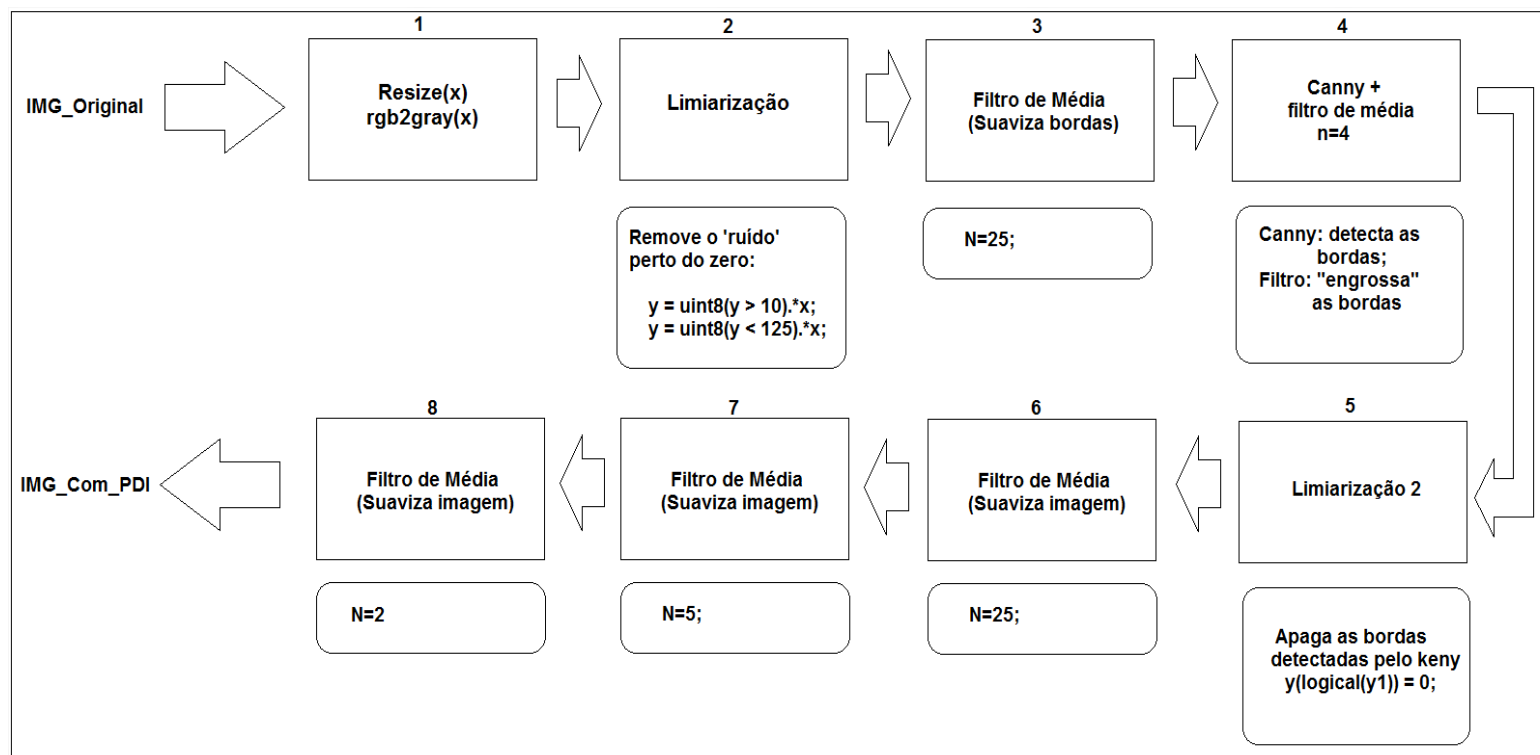 IMG_Original
1
Resize(x)
rgb2gray(x)
2
Limiarização
Remove o 'ruído'
perto do zero:
y = uint8(y > 10).*x;
y = uint8(y < 125).*x;
3
Filtro de Média
(Suaviza bordas)
N=25;
4
Canny +
filtro de média
n=4
Canny: detecta as
bordas;
Filtro: "engrossa"
as bordas
5
Limiarização 2
Apaga as bordas
detectadas pelo keny
y(logical(y1)) = 0;
6
Filtro de Média
(Suaviza imagem)
N=25;
7
Filtro de Média
(Suaviza imagem)
N=5;
8
Filtro de Média
(Suaviza imagem)
N=2
IMG_Com_PDI